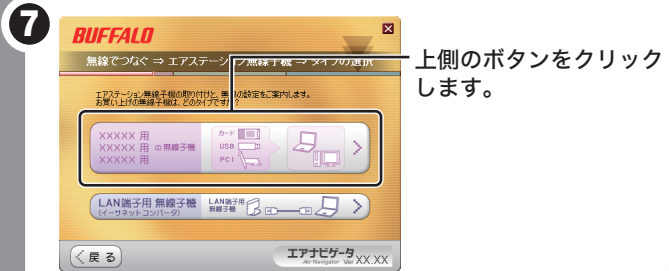 7
BUFFALO
無線でつなぐ ⇒ エアステーション無線子機 ⇒ タイプの選択
エアステーション無線子機の取り付けと、無線の設定をご案内します。
お買い上げの無線子機は、どのタイプですか?
XXXXX 用
XXXXX 用 の無線子機
XXXXX 用
カード
USB
PCI
LAN端子用 無線子機
(イーサネットコンバータ)
LAN端子用
無線子機
戻る
エアナビゲータ
Air Navigator Ver XX.XX
上側のボタンをクリック
します。